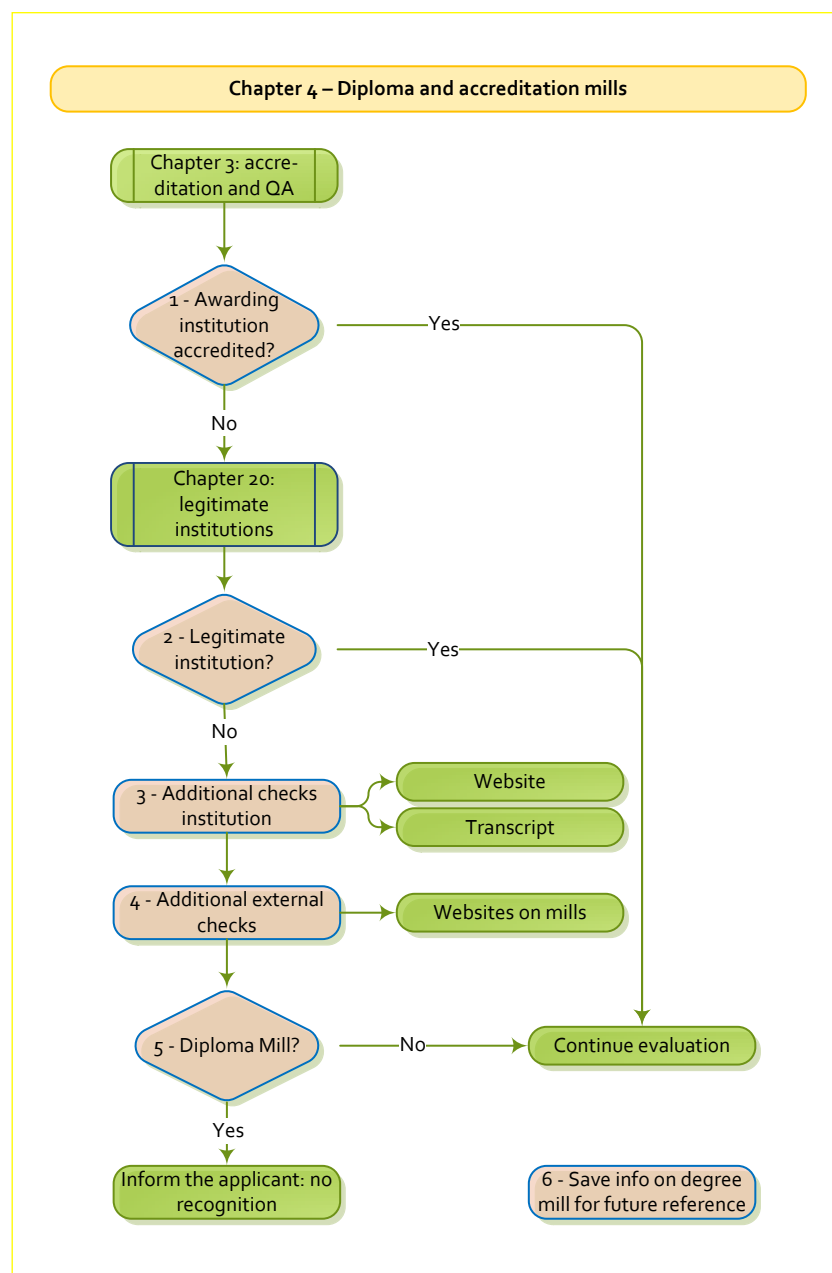 Chapter 4 – Diploma and accreditation mills
Chapter 3: accre-
ditation and QA
1 - Awarding
institution
accredited?
Yes
No
Chapter 20:
legitimate
institutions
2 - Legitimate
institution?
Yes
No
3 - Additional checks
institution
Website
Transcript
4 - Additional external
checks
Websites on mills
5 - Diploma Mill?
No
Continue evaluation
Yes
Inform the applicant: no
recognition
6 - Save info on degree
mill for future reference